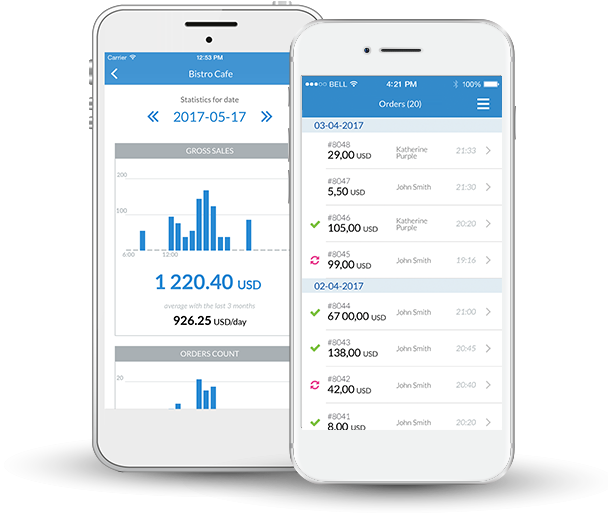 Carrier 12:53 PM
Bistro Cafe
Statistics for date
« 2017-05-17 »
GROSS SALES
200
100
6:00 12:00
1 220.40 USD
average with the last 3 months
926.25 USD/day
ORDERS COUNT
20
BELL 4:21 PM 100%
Orders (20)
03-04-2017
#8048
29,00 USD
Katherine
Purple
21:33
#8047
5,50 USD
John Smith
21:30
#8046
105,00 USD
Katherine
Purple
20:20
#8045
99,00 USD
John Smith
19:16
02-04-2017
#8044
67 00,00 USD
John Smith
21:00
#8043
138,00 USD
John Smith
20:45
#8042
42,00 USD
John Smith
20:40
#8041
8,00 USD
John Smith
20:20